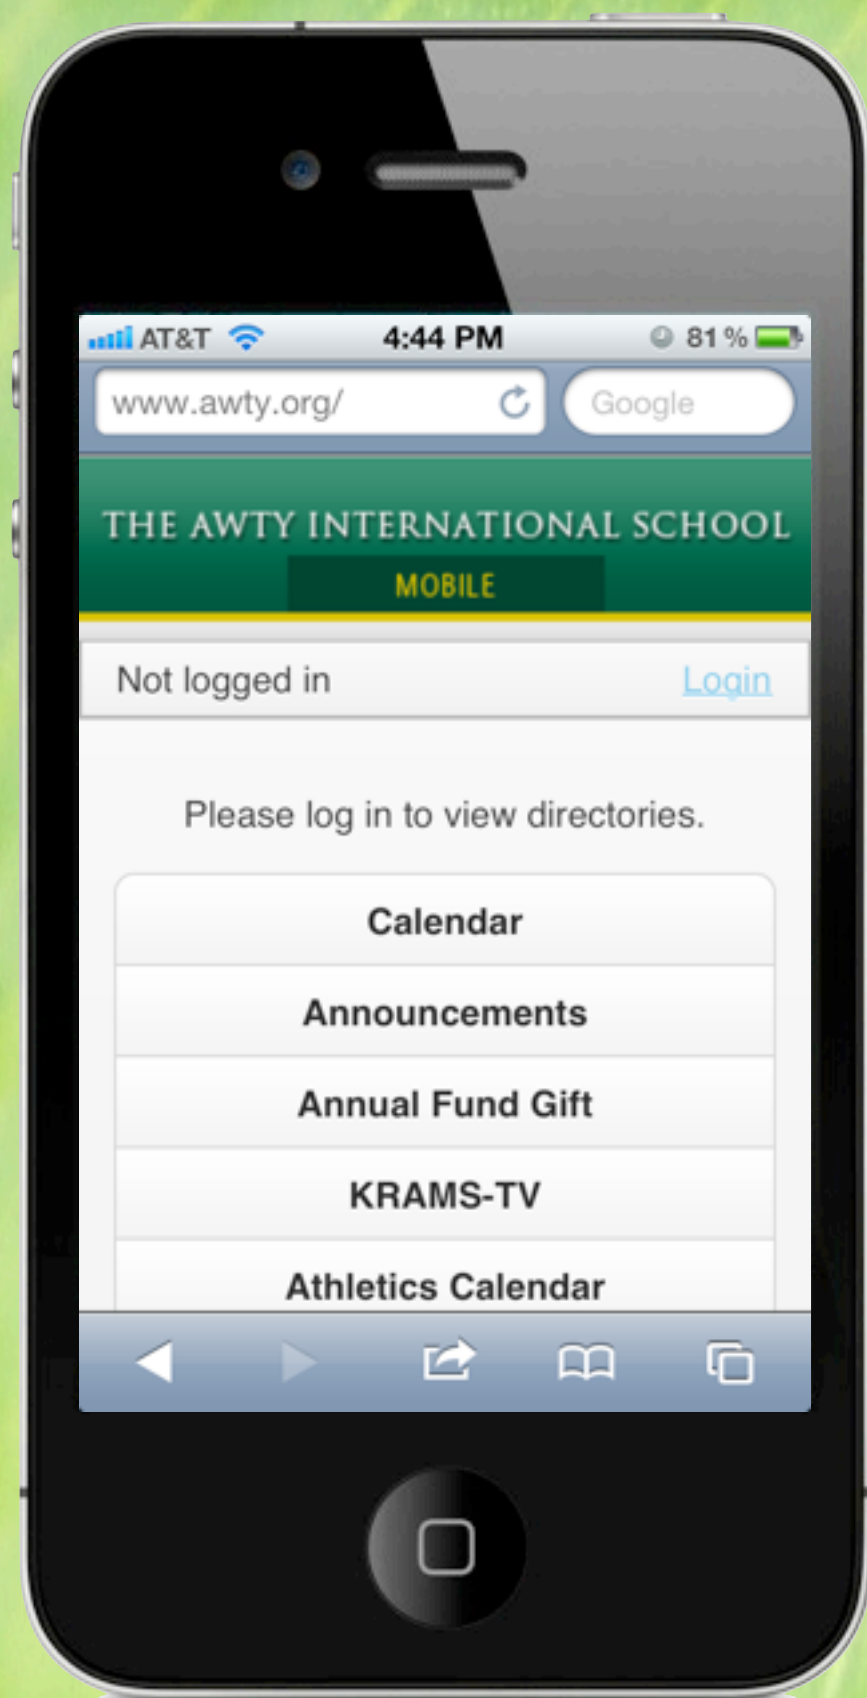 AT&T 4:44 PM 81%
www.awty.org/ Google
THE AWTY INTERNATIONAL SCHOOL
MOBILE
Not logged in Login
Please log in to view directories.
Calendar
Announcements
Annual Fund Gift
KRAMS-TV
Athletics Calendar